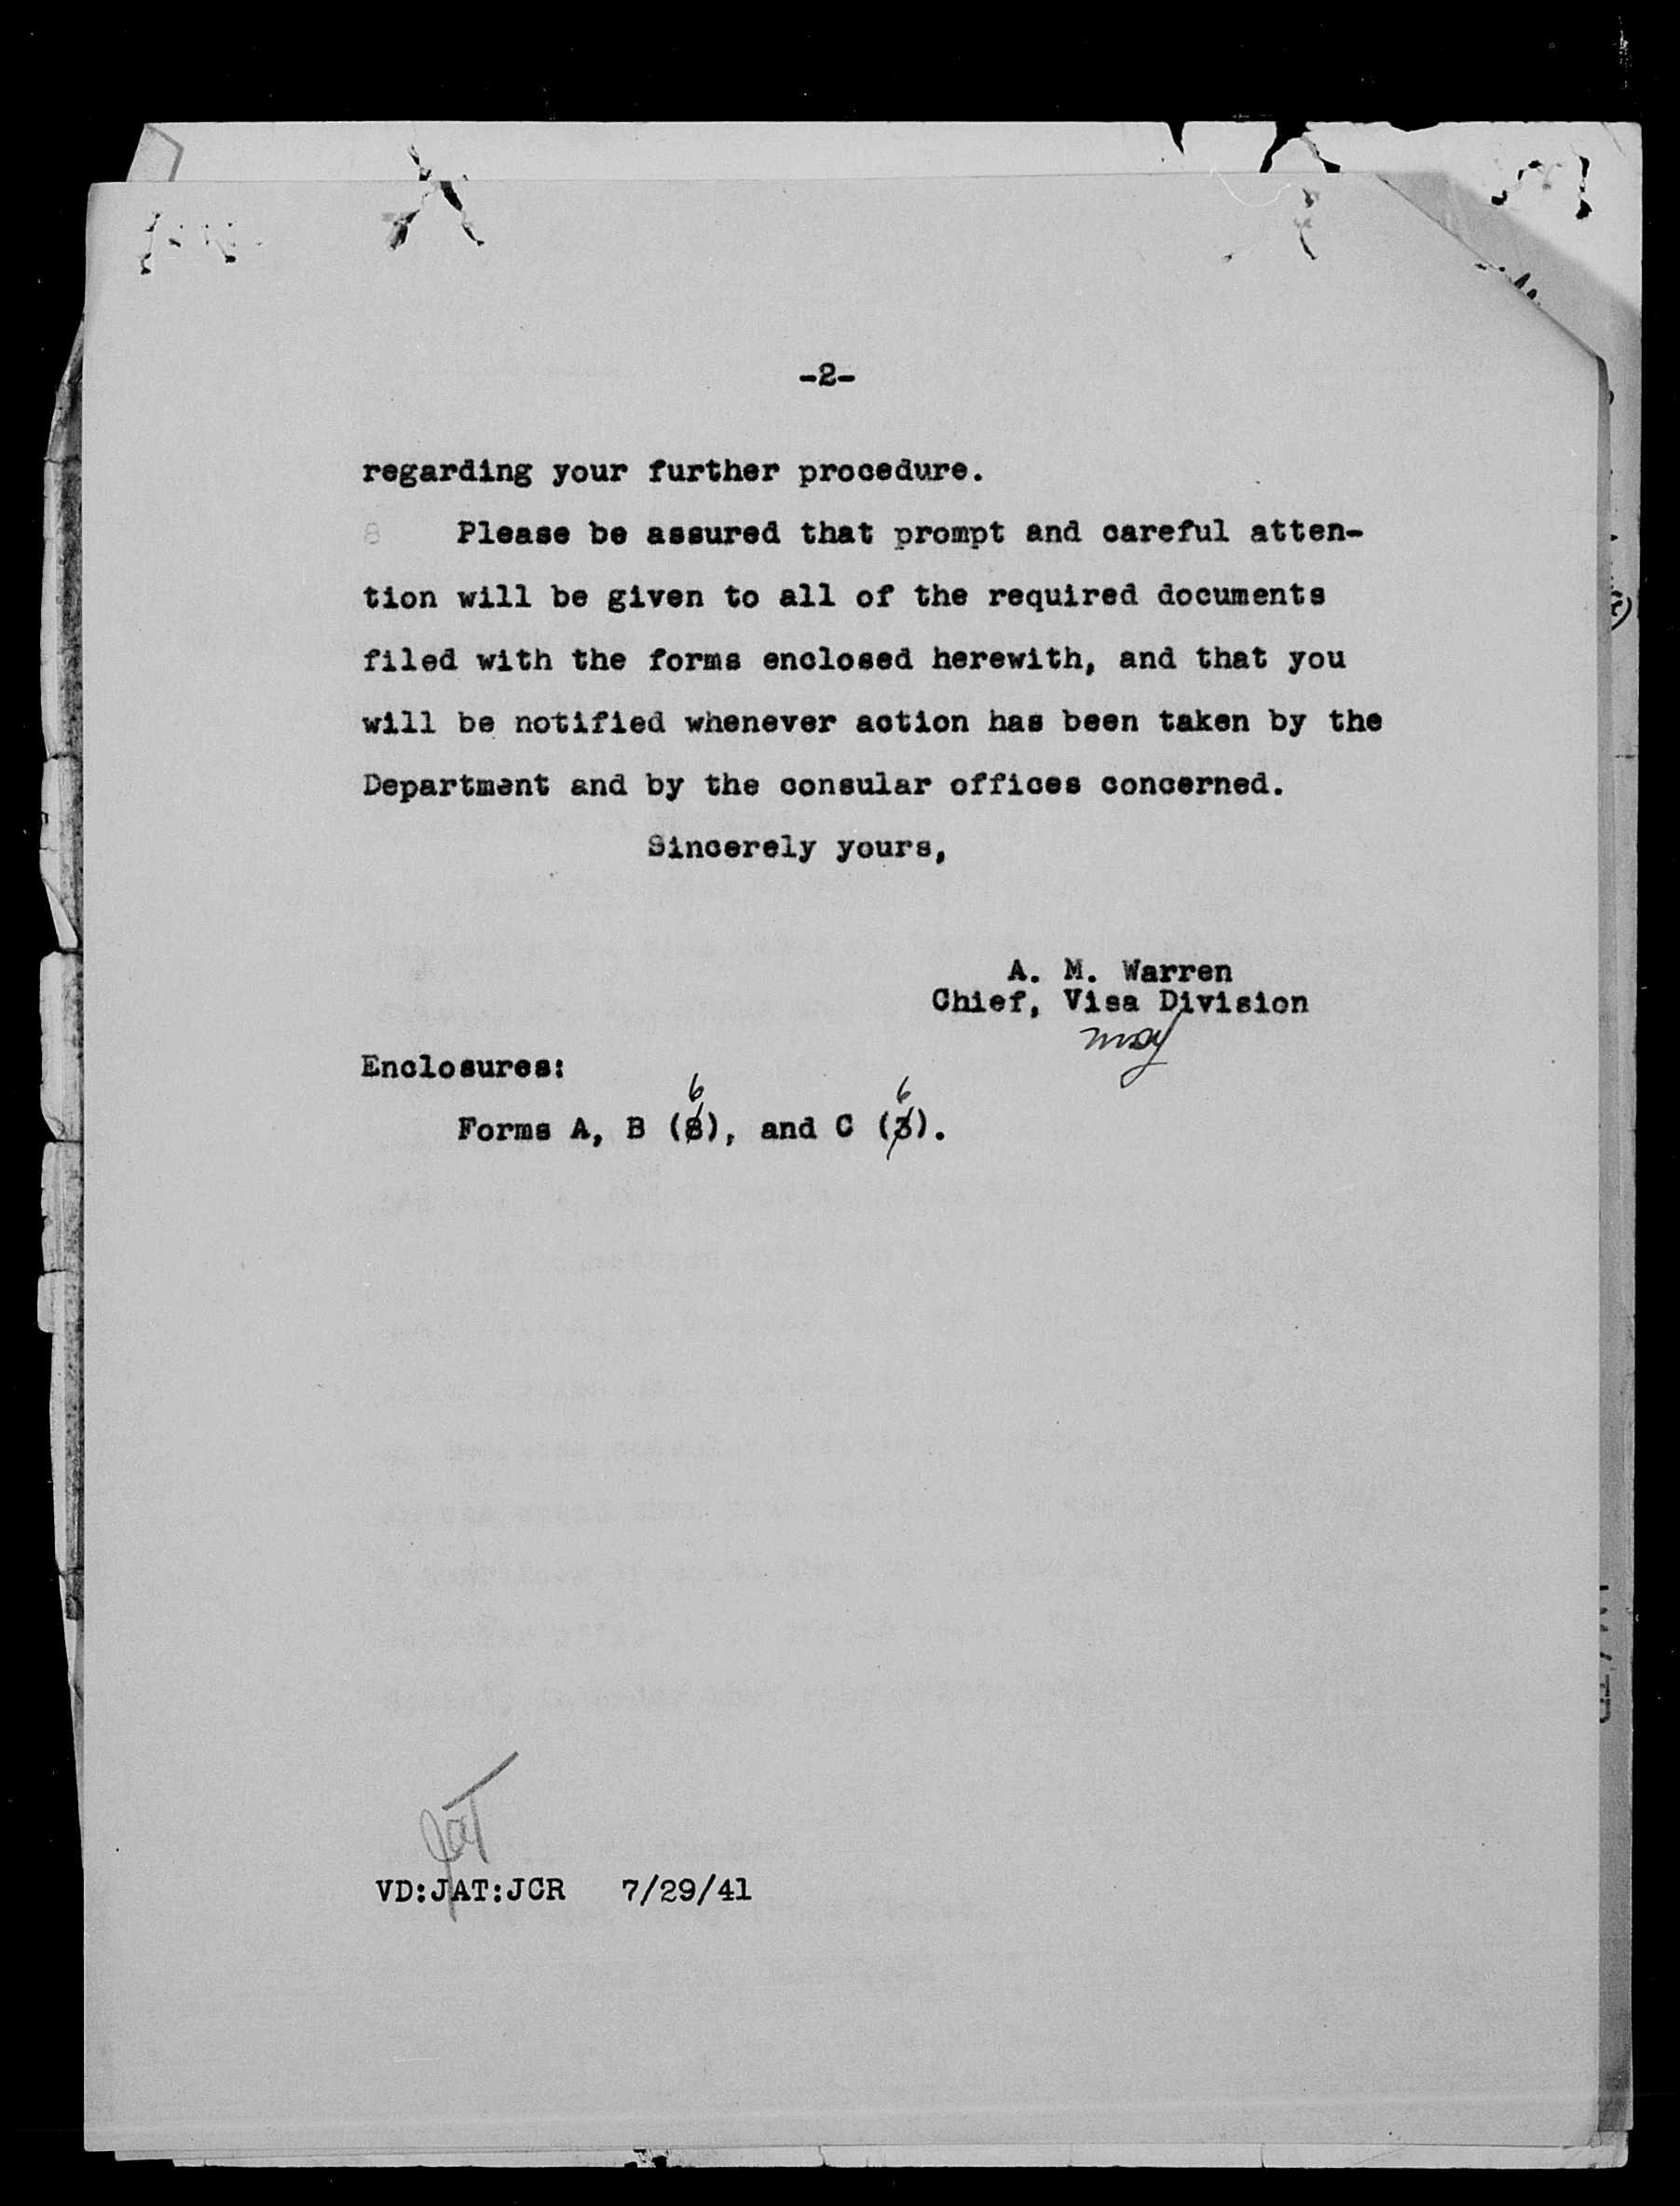 -2-
regarding your further procedure.
8 Please be assured that prompt and careful atten-
tion will be given to all of the required documents
filed with the forms enclosed herewith, and that you
will be notified whenever action has been taken by the
Department and by the consular offices concerned.
Sincerely yours,
A. M. Warren
Chief, Visa Division
Enclosures:
6 6
Forms A, B (8), and C (3).
JAT
VD:JAT:JCR 7/29/41